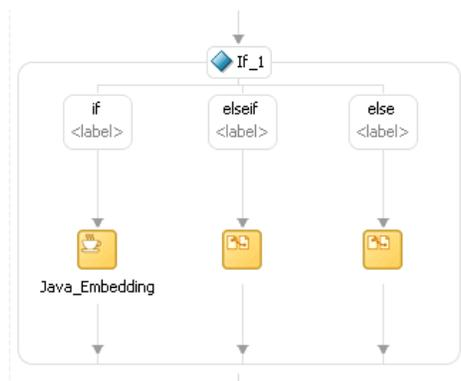 If_1
if
<label>
elseif
<label>
else
<label>
Java_Embedding